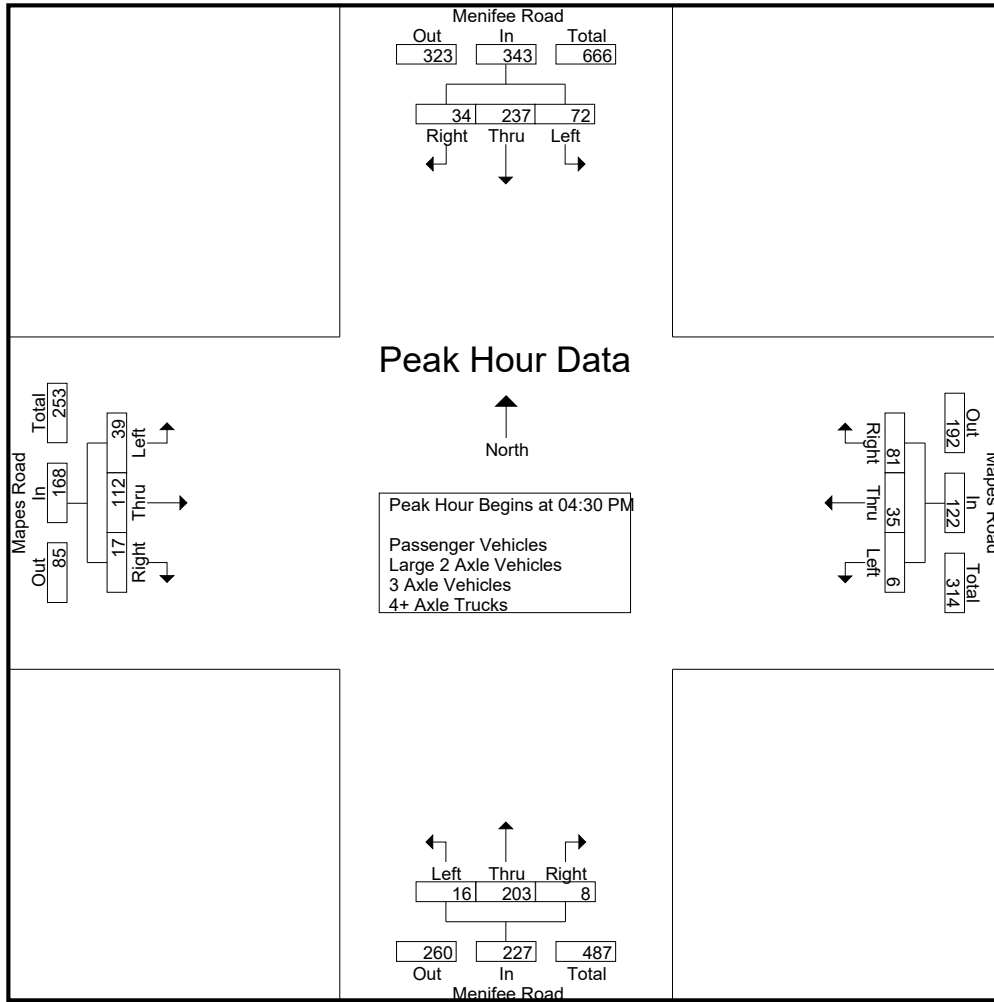 Menifee Road
Out In Total
323 343 666
34 237 72
Right Thru Left
Peak Hour Data
North
Peak Hour Begins at 04:30 PM
Passenger Vehicles
Large 2 Axle Vehicles
3 Axle Vehicles
4+ Axle Trucks
Mapes Road
Out In Total
85 168 253
17 112 39
Right Thru Left
Mapes Road
Out In Total
192 122 314
81 35 6
Right Thru Left
Left Thru Right
16 203 8
260 227 487
Out In Total
Menifee Road